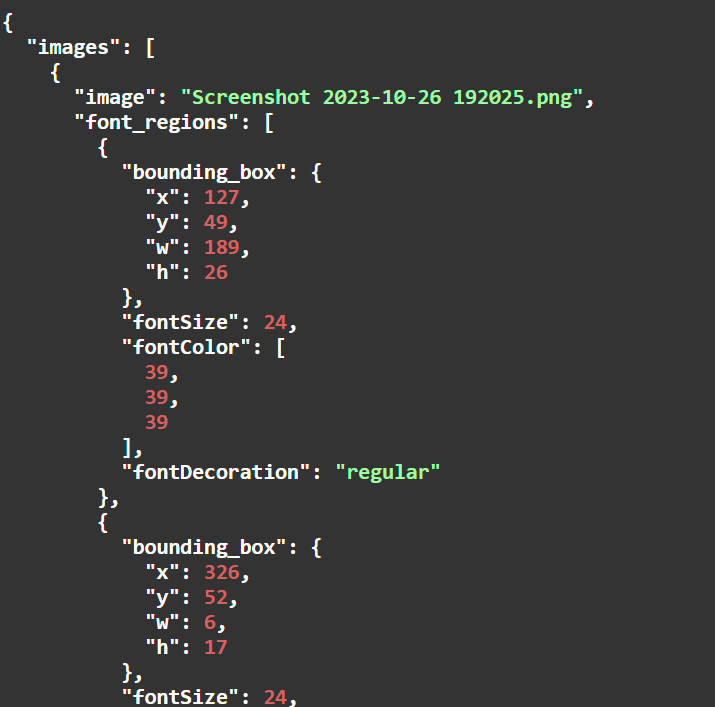 {
  "images": [
    {
      "image": "Screenshot 2023-10-26 192025.png",
      "font_regions": [
        {
          "bounding_box": {
            "x": 127,
            "y": 49,
            "w": 189,
            "h": 26
          },
          "fontSize": 24,
          "fontColor": [
            39,
            39,
            39
          ],
          "fontDecoration": "regular"
        },
        {
          "bounding_box": {
            "x": 326,
            "y": 52,
            "w": 6,
            "h": 17
          },
          "fontSize": 24,